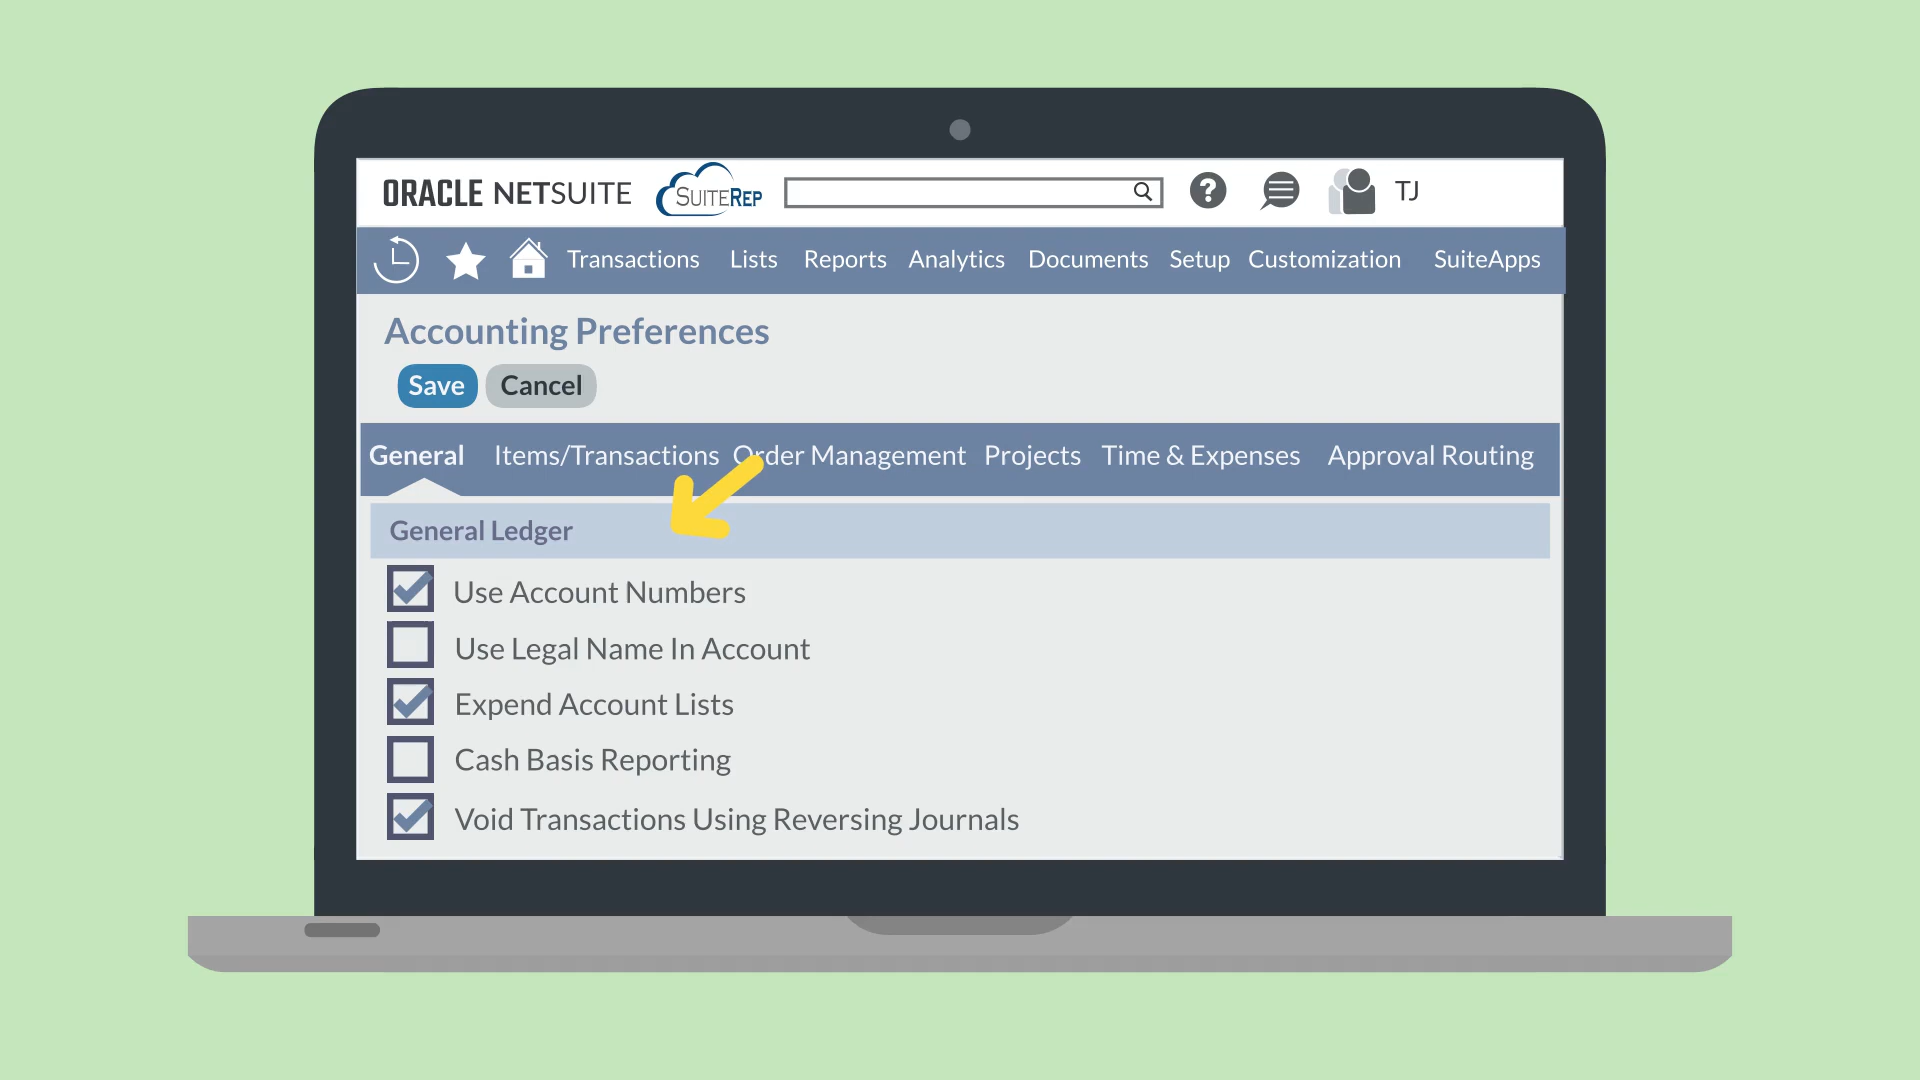 ORACLE NETSUITE SUITEREP ? TJ
Transactions Lists Reports Analytics Documents Setup Customization SuiteApps
Accounting Preferences
Save Cancel
General Items/Transactions Order Management Projects Time & Expenses Approval Routing
General Ledger
Use Account Numbers
Use Legal Name In Account
Expend Account Lists
Cash Basis Reporting
Void Transactions Using Reversing Journals